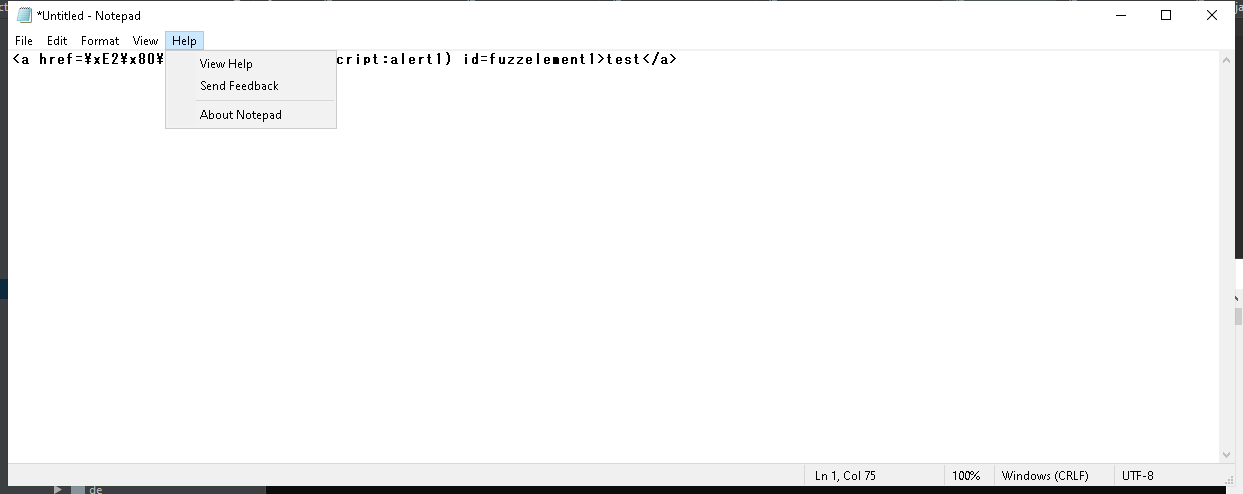 *Untitled - Notepad
File Edit Format View Help
<a href=¥xE2¥x80¥ cript:alert1) id=fuzzelement1>test</a>
View Help
Send Feedback
About Notepad
Ln 1, Col 75 100% Windows (CRLF) UTF-8
de